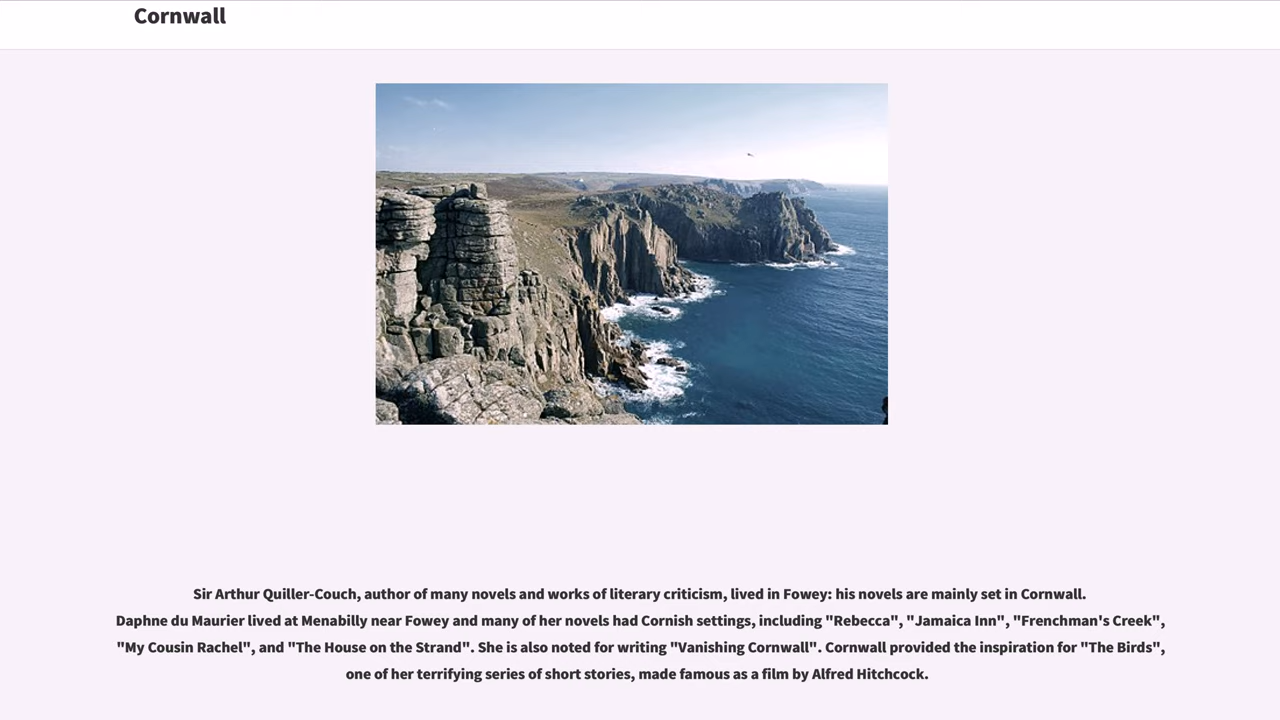 Cornwall
Sir Arthur Quiller-Couch, author of many novels and works of literary criticism, lived in Fowey: his novels are mainly set in Cornwall.
Daphne du Maurier lived at Menabilly near Fowey and many of her novels had Cornish settings, including "Rebecca", "Jamaica Inn", "Frenchman's Creek",
"My Cousin Rachel", and "The House on the Strand". She is also noted for writing "Vanishing Cornwall". Cornwall provided the inspiration for "The Birds",
one of her terrifying series of short stories, made famous as a film by Alfred Hitchcock.